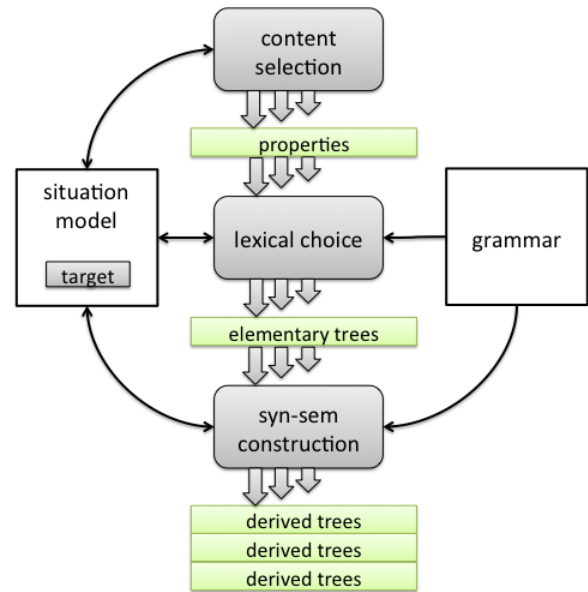 content
selection
properties
situation
model
target
lexical choice
grammar
elementary trees
syn-sem
construction
derived trees
derived trees
derived trees